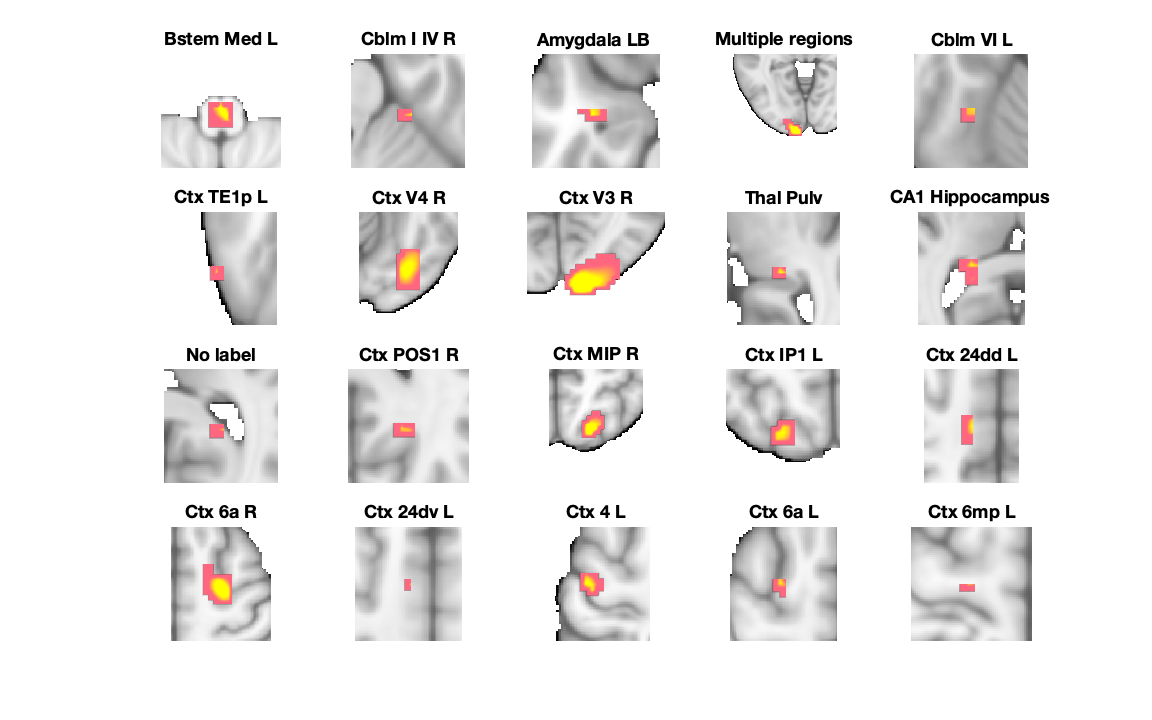 Bstem Med L
Cblm I IV R
Amygdala LB
Multiple regions
Cblm VI L
Ctx TE1p L
Ctx V4 R
Ctx V3 R
Thal Pulv
CA1 Hippocampus
No label
Ctx POS1 R
Ctx MIP R
Ctx IP1 L
Ctx 24dd L
Ctx 6a R
Ctx 24dv L
Ctx 4 L
Ctx 6a L
Ctx 6mp L